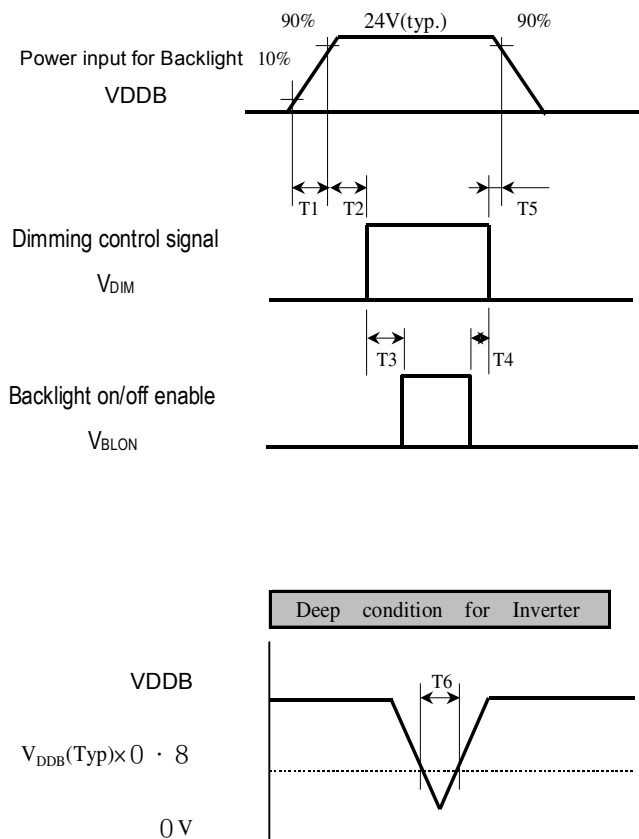 90%
24V(typ.)
90%
Power input for Backlight
10%
VDDB
T1
T2
T5
Dimming control signal
VDIM
T3
T4
Backlight on/off enable
VBLON
Deep condition for Inverter
VDDB
T6
VDDB(Typ)×0・8
0V